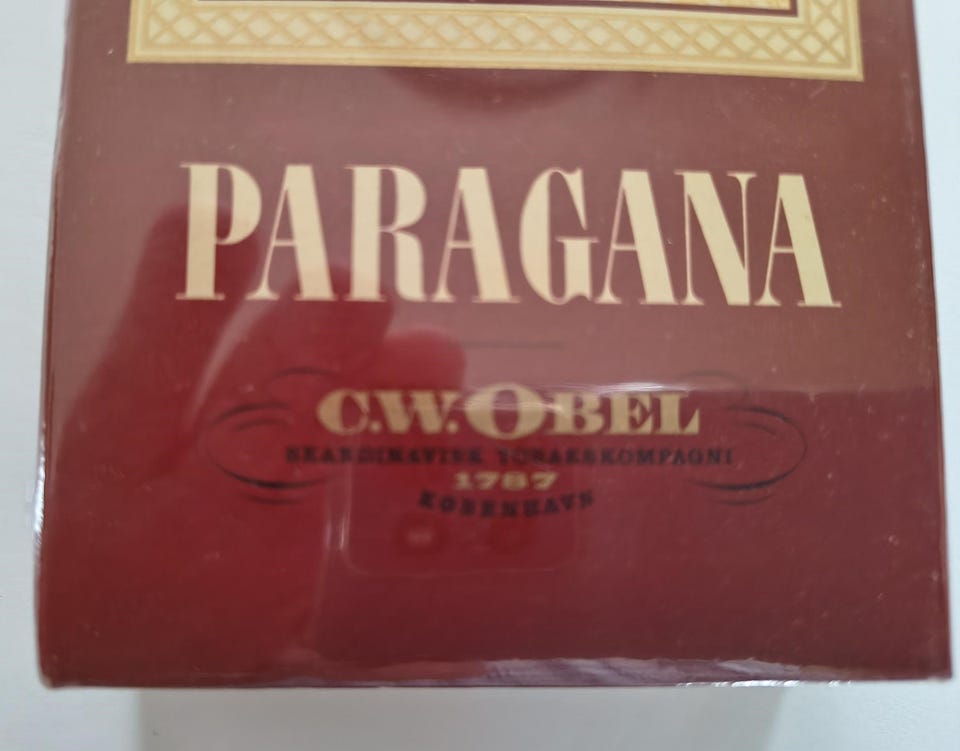 PARAGANA
C.W. OBEL
SKANDINAVISK TOBAKSKOMPAGNI
1787
KØBENHAVN